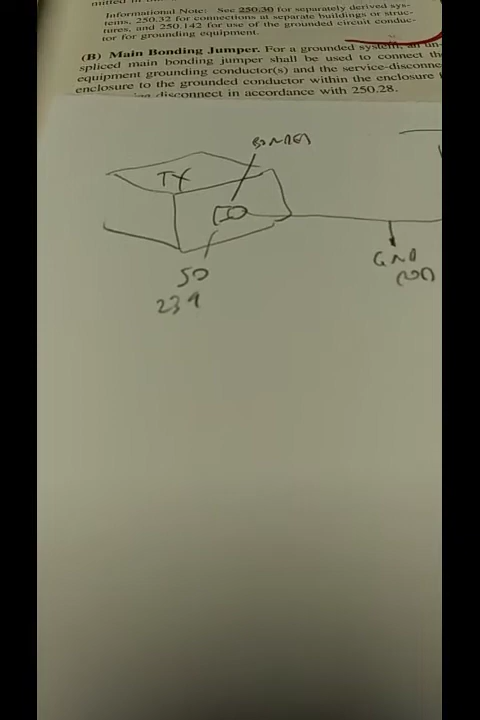 Informational Note: See 250.30 for separately derived sys-
tems, 250.32 for connections at separate buildings or struc-
tures, and 250.142 for use of the grounded circuit conduc-
tor for grounding equipment.
(B) Main Bonding Jumper. For a grounded system, an un-
spliced main bonding jumper shall be used to connect the
equipment grounding conductor(s) and the service-disconne
enclosure to the grounded conductor within the enclosure
disconnect in accordance with 250.28.
BONDED
TX
GND
ROD
SO